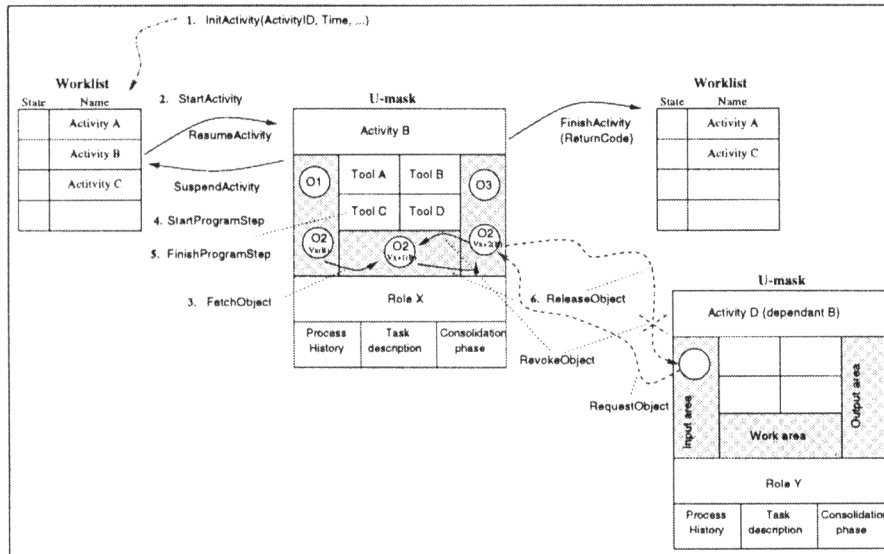 1. InitActivity(ActivityID, Time, ...)
Worklist
State Name
Activity A
Activity B
Actitvity C
2. StartActivity
ResumeActivity
SuspendActivity
4. StartProgramStep
5. FinishProgramStep
3. FetchObject
U-mask
Activity B
O1
Tool A
Tool B
O3
Tool C
Tool D
O2
O2
O2
Role X
Process
History
Task
description
Consolidation
phase
FinishActivity
(ReturnCode)
Worklist
State Name
Activity A
Activity C
6. ReleaseObject
RevokeObject
RequestObject
U-mask
Activity D (dependant B)
Input area
Work area
Output area
Role Y
Process
History
Task
description
Consolidation
phase